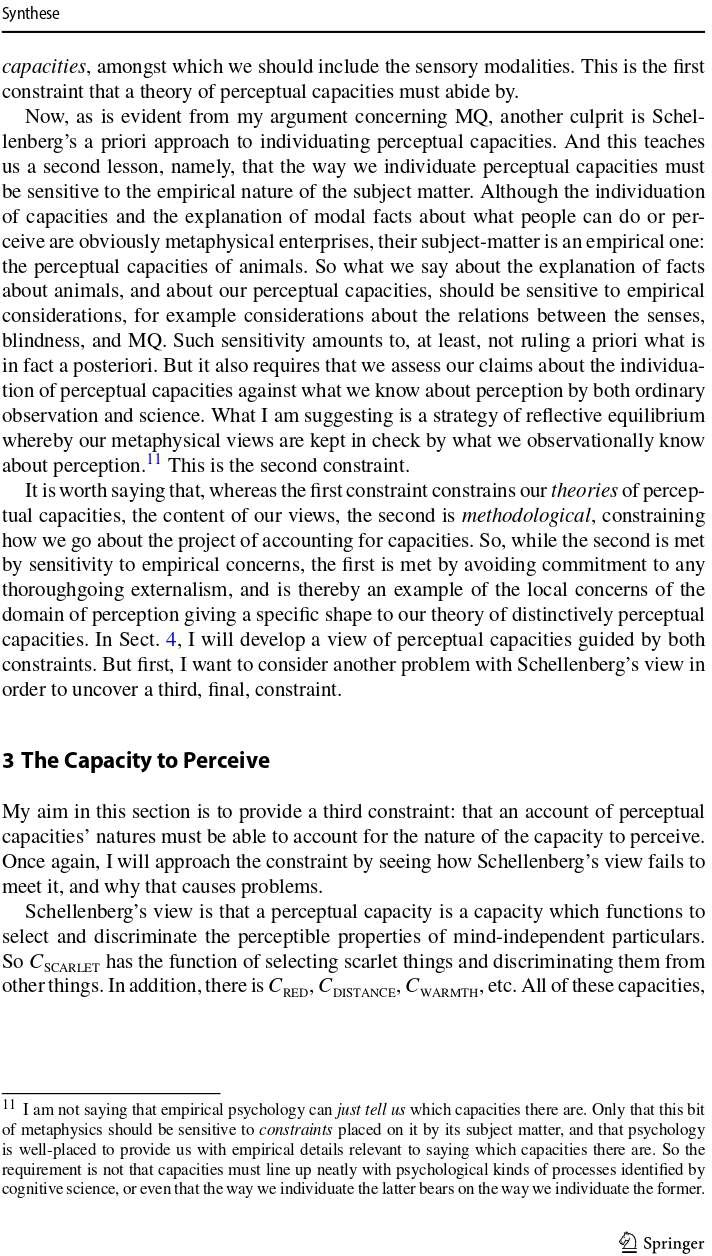 Synthese
capacities, amongst which we should include the sensory modalities. This is the first
constraint that a theory of perceptual capacities must abide by.
Now, as is evident from my argument concerning MQ, another culprit is Schel-
lenberg’s a priori approach to individuating perceptual capacities. And this teaches
us a second lesson, namely, that the way we individuate perceptual capacities must
be sensitive to the empirical nature of the subject matter. Although the individuation
of capacities and the explanation of modal facts about what people can do or per-
ceive are obviously metaphysical enterprises, their subject-matter is an empirical one:
the perceptual capacities of animals. So what we say about the explanation of facts
about animals, and about our perceptual capacities, should be sensitive to empirical
considerations, for example considerations about the relations between the senses,
blindness, and MQ. Such sensitivity amounts to, at least, not ruling a priori what is
in fact a posteriori. But it also requires that we assess our claims about the individua-
tion of perceptual capacities against what we know about perception by both ordinary
observation and science. What I am suggesting is a strategy of reflective equilibrium
whereby our metaphysical views are kept in check by what we observationally know
about perception.11 This is the second constraint.
It is worth saying that, whereas the first constraint constrains our theories of percep-
tual capacities, the content of our views, the second is methodological, constraining
how we go about the project of accounting for capacities. So, while the second is met
by sensitivity to empirical concerns, the first is met by avoiding commitment to any
thoroughgoing externalism, and is thereby an example of the local concerns of the
domain of perception giving a specific shape to our theory of distinctively perceptual
capacities. In Sect. 4, I will develop a view of perceptual capacities guided by both
constraints. But first, I want to consider another problem with Schellenberg’s view in
order to uncover a third, final, constraint.
3 The Capacity to Perceive
My aim in this section is to provide a third constraint: that an account of perceptual
capacities’ natures must be able to account for the nature of the capacity to perceive.
Once again, I will approach the constraint by seeing how Schellenberg’s view fails to
meet it, and why that causes problems.
Schellenberg’s view is that a perceptual capacity is a capacity which functions to
select and discriminate the perceptible properties of mind-independent particulars.
So CSCARLET has the function of selecting scarlet things and discriminating them from
other things. In addition, there is CRED, CDISTANCE, CWARMTH, etc. All of these capacities,
11 I am not saying that empirical psychology can just tell us which capacities there are. Only that this bit
of metaphysics should be sensitive to constraints placed on it by its subject matter, and that psychology
is well-placed to provide us with empirical details relevant to saying which capacities there are. So the
requirement is not that capacities must line up neatly with psychological kinds of processes identified by
cognitive science, or even that the way we individuate the latter bears on the way we individuate the former.
Springer